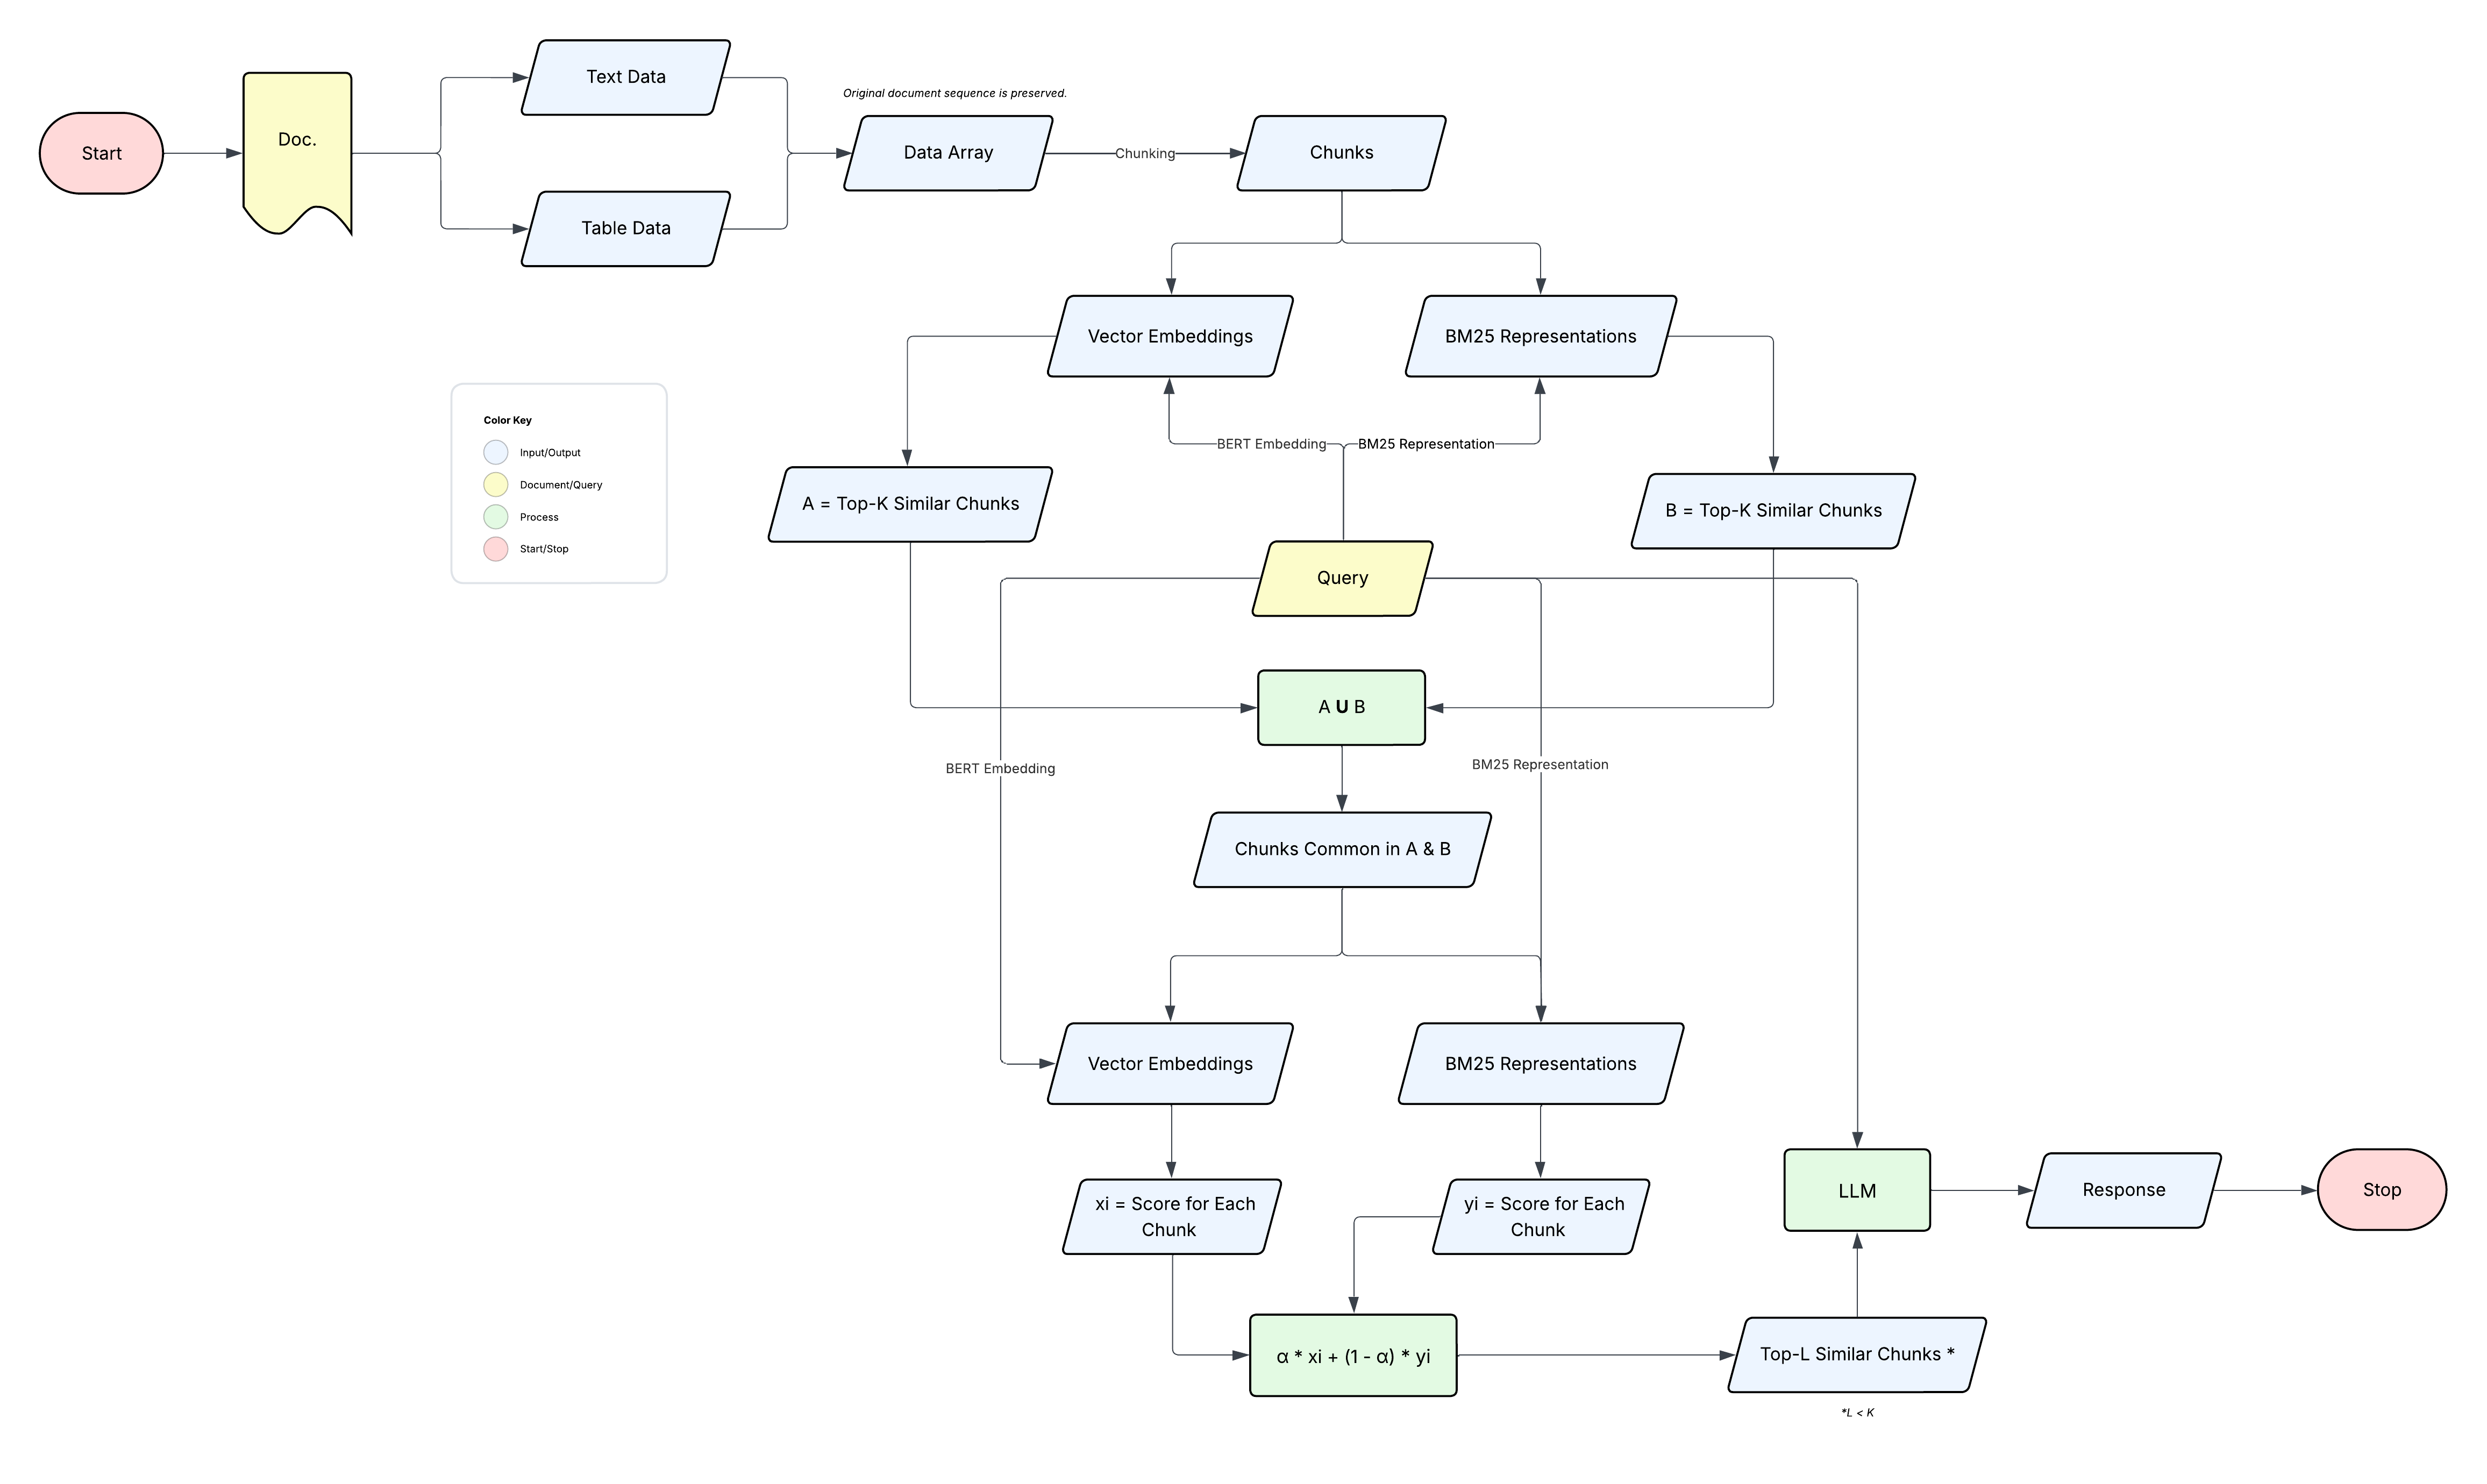 Start
Doc.
Text Data
Table Data
Original document sequence is preserved.
Data Array
Chunking
Chunks
Vector Embeddings
BM25 Representations
Color Key
Input/Output
Document/Query
Process
Start/Stop
BERT Embedding
BM25 Representation
A = Top-K Similar Chunks
B = Top-K Similar Chunks
Query
A U B
BERT Embedding
BM25 Representation
Chunks Common in A & B
Vector Embeddings
BM25 Representations
xi = Score for Each
Chunk
yi = Score for Each
Chunk
LLM
Response
Stop
α * xi + (1 - α) * yi
Top-L Similar Chunks *
*L < K